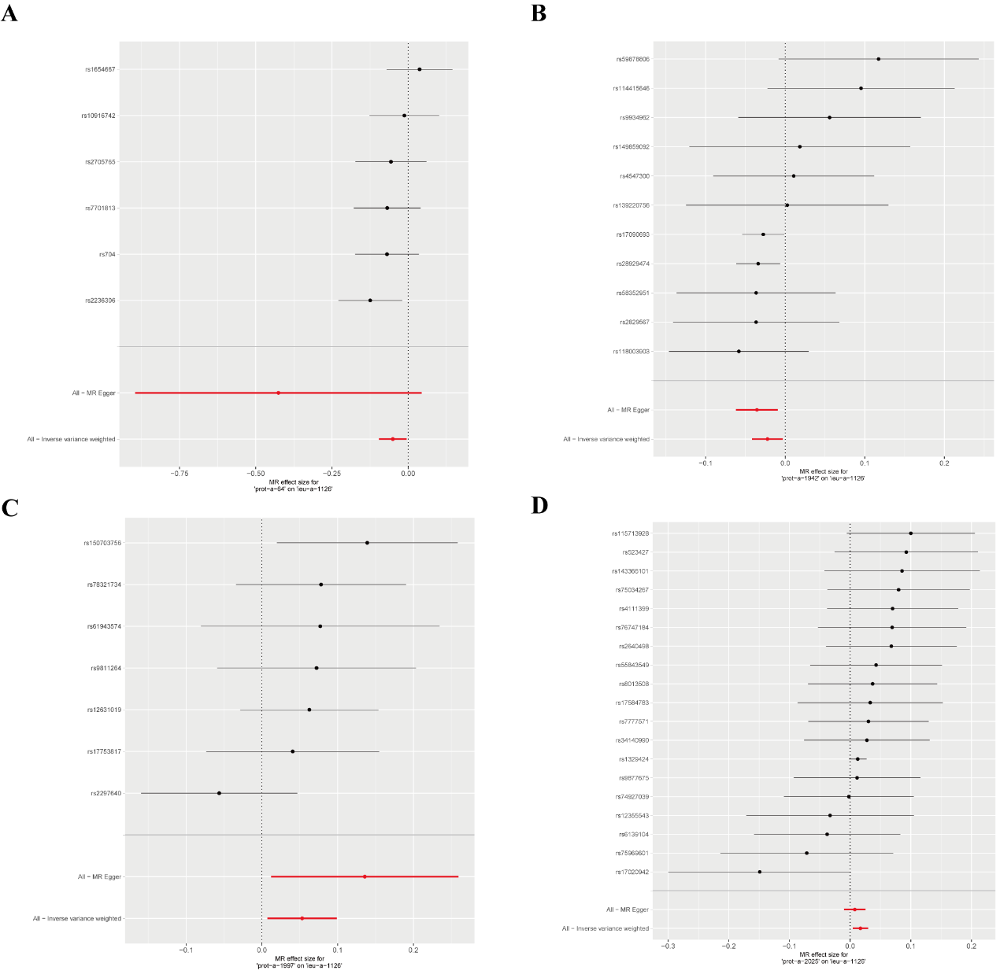 A
rs1654667
rs10916742
rs2705765
rs7701813
rs704
rs2236306
All − MR Egger
All − Inverse variance weighted
−0.75
−0.50
−0.25
0.00
MR effect size for
'prot−a−64' on 'ieu−a−1126'
B
rs59678606
rs114415646
rs9934962
rs149859092
rs4547300
rs139220756
rs17090693
rs28929474
rs58352951
rs2829567
rs118003903
All − MR Egger
All − Inverse variance weighted
−0.1
0.0
0.1
0.2
MR effect size for
'prot−a−1942' on 'ieu−a−1126'
C
rs150703756
rs78321734
rs61943574
rs9811264
rs12631019
rs17753817
rs2297640
All − MR Egger
All − Inverse variance weighted
−0.1
0.0
0.1
0.2
MR effect size for
'prot−a−1997' on 'ieu−a−1126'
D
rs115713928
rs523427
rs143366101
rs75034267
rs4111399
rs76747184
rs2640498
rs55843549
rs8013508
rs17584783
rs7777571
rs34140990
rs1329424
rs9877675
rs74927039
rs12355543
rs6139104
rs75969601
rs17020942
All − MR Egger
All − Inverse variance weighted
−0.3
−0.2
−0.1
0.0
0.1
0.2
MR effect size for
'prot−a−2025' on 'ieu−a−1126'